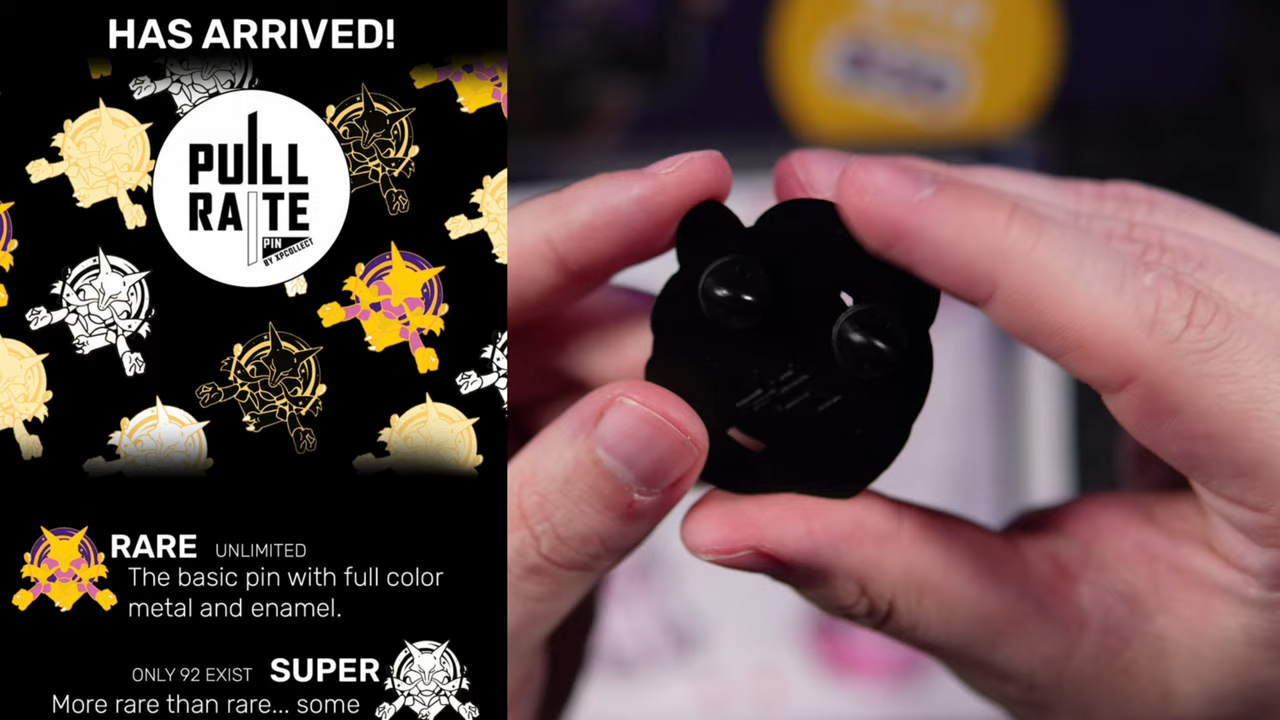 HAS ARRIVED!
PULL
RATE
PIN
BY XPCOLLECT
RARE UNLIMITED
The basic pin with full color
metal and enamel.
ONLY 92 EXIST SUPER
More rare than rare... some